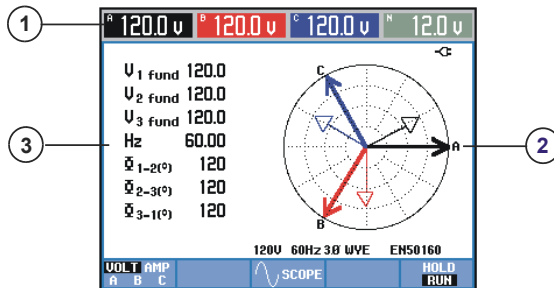 1
A 120.0 V B 120.0 V C 120.0 V N 12.0 V
V1 fund 120.0
V2 fund 120.0
V3 fund 120.0
Hz 60.00
Φ1-2(°) 120
Φ2-3(°) 120
Φ3-1(°) 120
3
C
A
B
2
120V 60Hz 3Ø WYE EN50160
VOLT AMP
A B C
SCOPE
HOLD
RUN